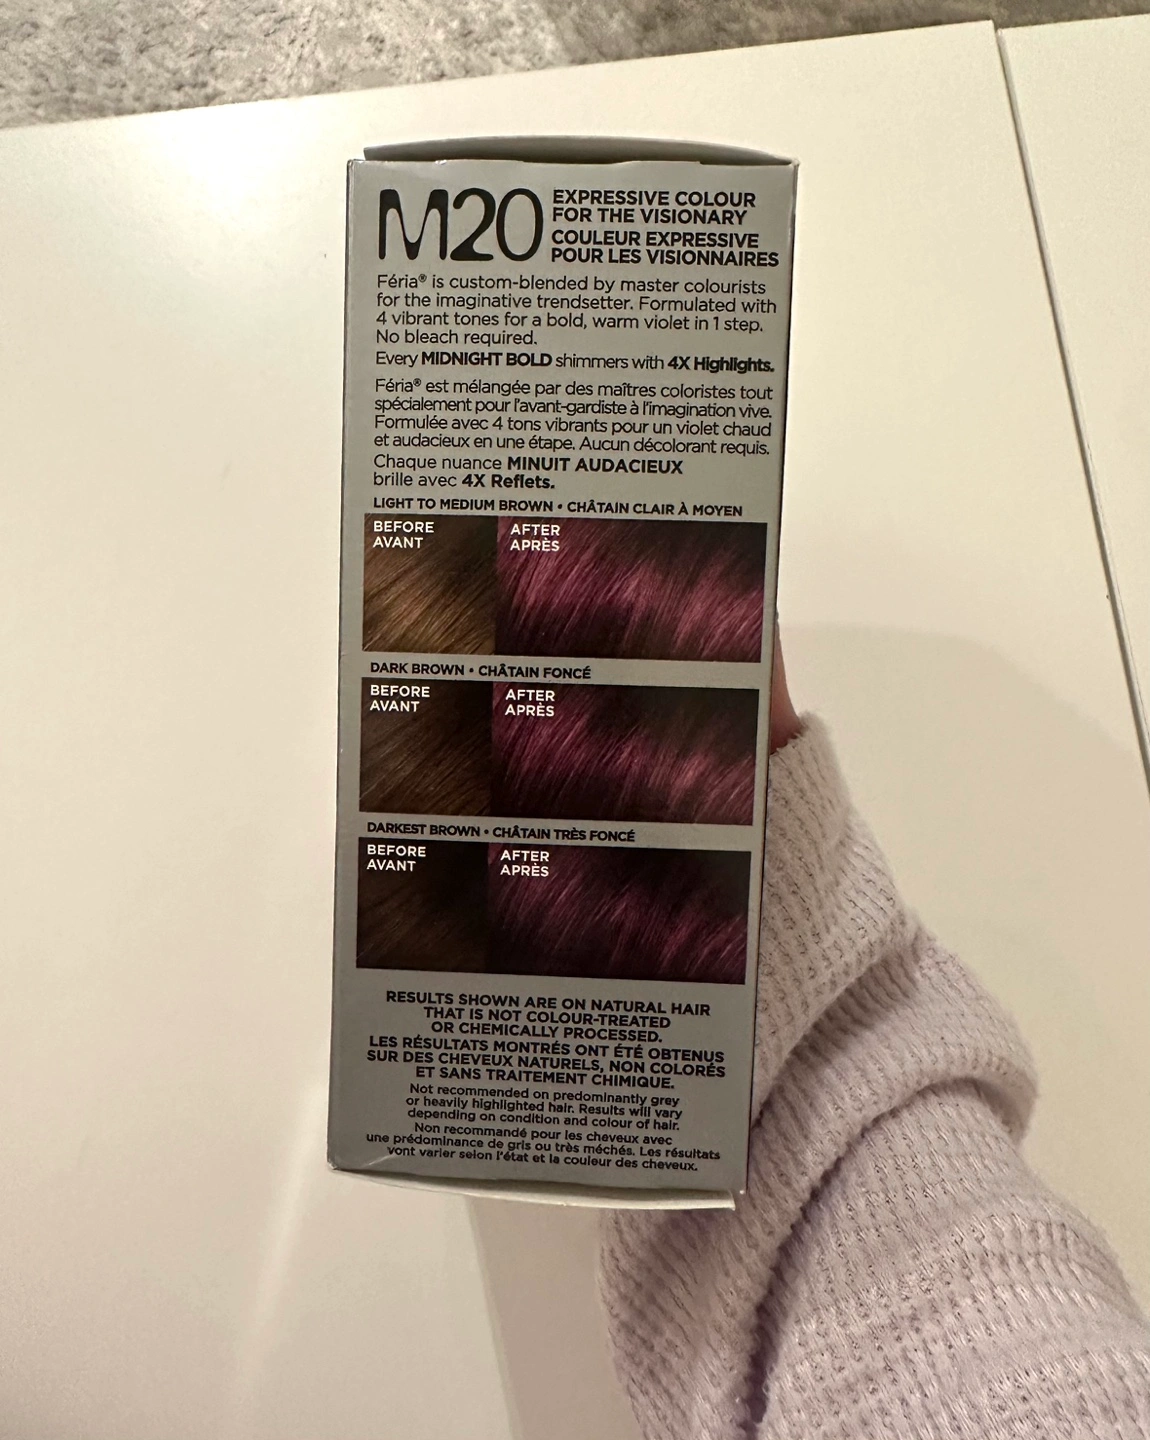 M20
EXPRESSIVE COLOUR
FOR THE VISIONARY
COULEUR EXPRESSIVE
POUR LES VISIONNAIRES
Féria® is custom-blended by master colourists
for the imaginative trendsetter. Formulated with
4 vibrant tones for a bold, warm violet in 1 step.
No bleach required.
Every MIDNIGHT BOLD shimmers with 4X Highlights.
Féria® est mélangée par des maîtres coloristes tout
spécialement pour l'avant-gardiste à l'imagination vive.
Formulée avec 4 tons vibrants pour un violet chaud
et audacieux en une étape. Aucun décolorant requis.
Chaque nuance MINUIT AUDACIEUX
brille avec 4X Reflets.
LIGHT TO MEDIUM BROWN • CHÂTAIN CLAIR À MOYEN
BEFORE
AVANT
AFTER
APRÈS
DARK BROWN • CHÂTAIN FONCÉ
BEFORE
AVANT
AFTER
APRÈS
DARKEST BROWN • CHÂTAIN TRÈS FONCÉ
BEFORE
AVANT
AFTER
APRÈS
RESULTS SHOWN ARE ON NATURAL HAIR
THAT IS NOT COLOUR-TREATED
OR CHEMICALLY PROCESSED.
LES RÉSULTATS MONTRÉS ONT ÉTÉ OBTENUS
SUR DES CHEVEUX NATURELS, NON COLORÉS
ET SANS TRAITEMENT CHIMIQUE.
Not recommended on predominantly grey
or heavily highlighted hair. Results will vary
depending on condition and colour of hair.
Non recommandé pour les cheveux avec
une prédominance de gris ou très méchés. Les résultats
vont varier selon l'état et la couleur des cheveux.